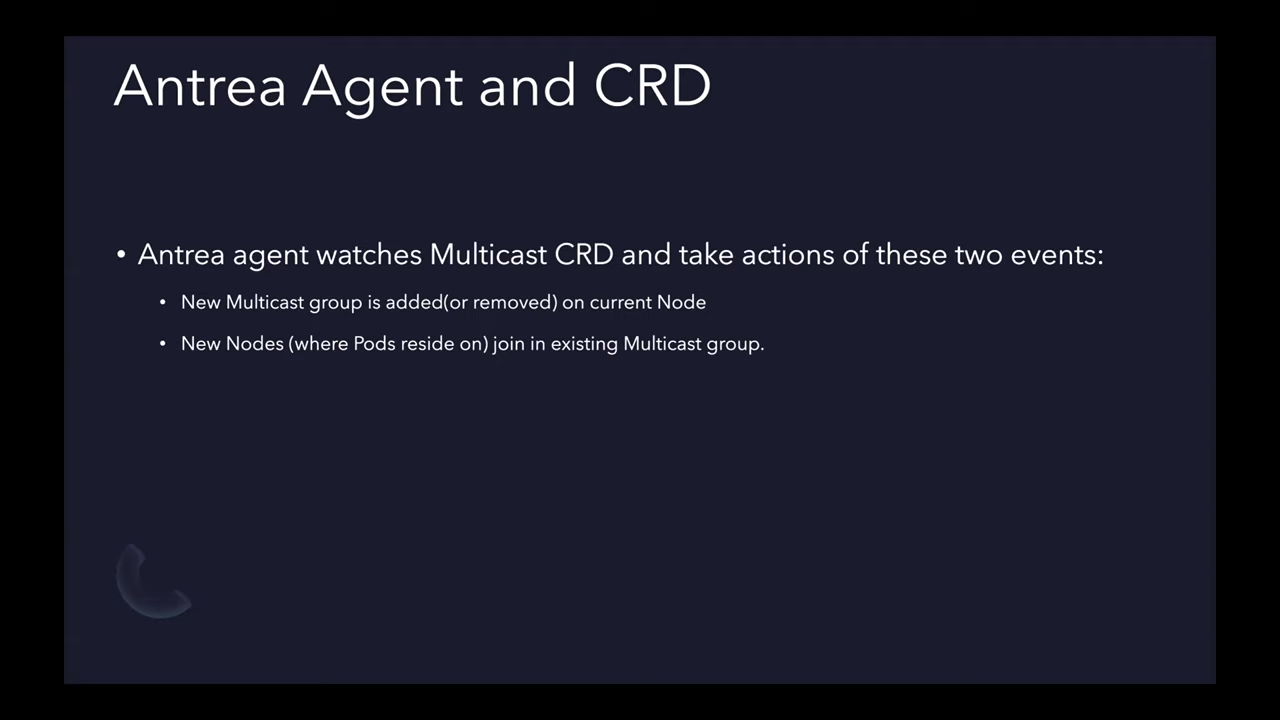 Antrea Agent and CRD
• Antrea agent watches Multicast CRD and take actions of these two events:
• New Multicast group is added(or removed) on current Node
• New Nodes (where Pods reside on) join in existing Multicast group.